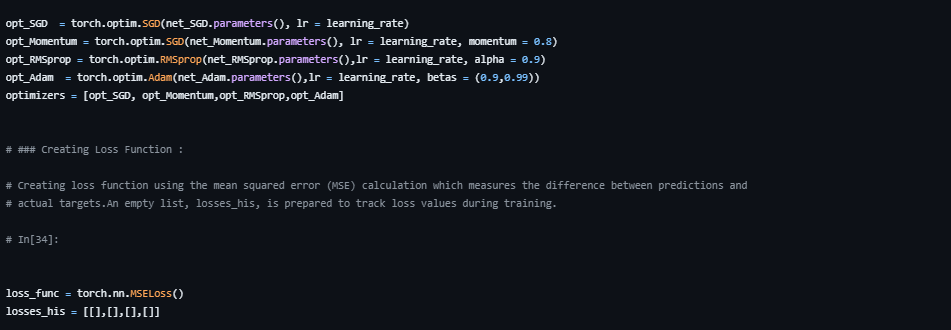 opt_SGD  = torch.optim.SGD(net_SGD.parameters(), lr = learning_rate)
opt_Momentum = torch.optim.SGD(net_Momentum.parameters(), lr = learning_rate, momentum = 0.8)
opt_RMSprop = torch.optim.RMSprop(net_RMSprop.parameters(),lr = learning_rate, alpha = 0.9)
opt_Adam  = torch.optim.Adam(net_Adam.parameters(),lr = learning_rate, betas = (0.9,0.99))
optimizers = [opt_SGD, opt_Momentum,opt_RMSprop,opt_Adam]
# ### Creating Loss Function :
# Creating loss function using the mean squared error (MSE) calculation which measures the difference between predictions and
# actual targets.An empty list, losses_his, is prepared to track loss values during training.
# In[34]:
loss_func = torch.nn.MSELoss()
losses_his = [[],[],[],[]]